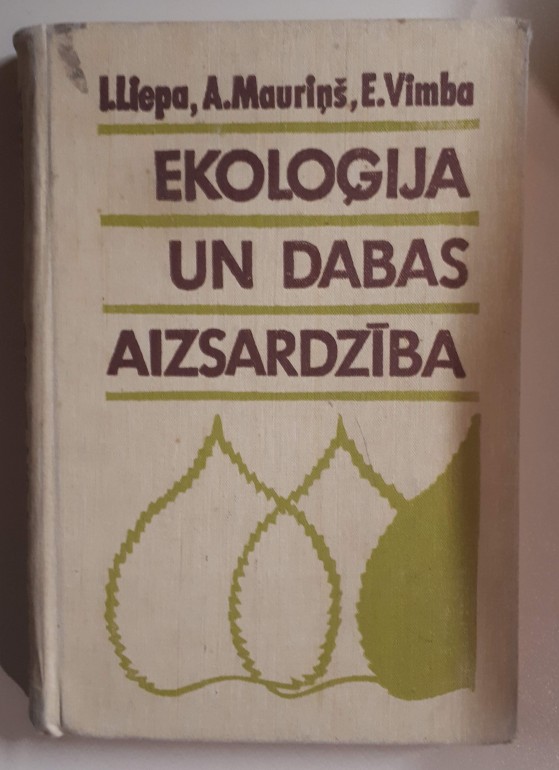 I.Liepa, A.Mauriņš, E.Vimba
EKOLOĢIJA
UN DABAS
AIZSARDZĪBA